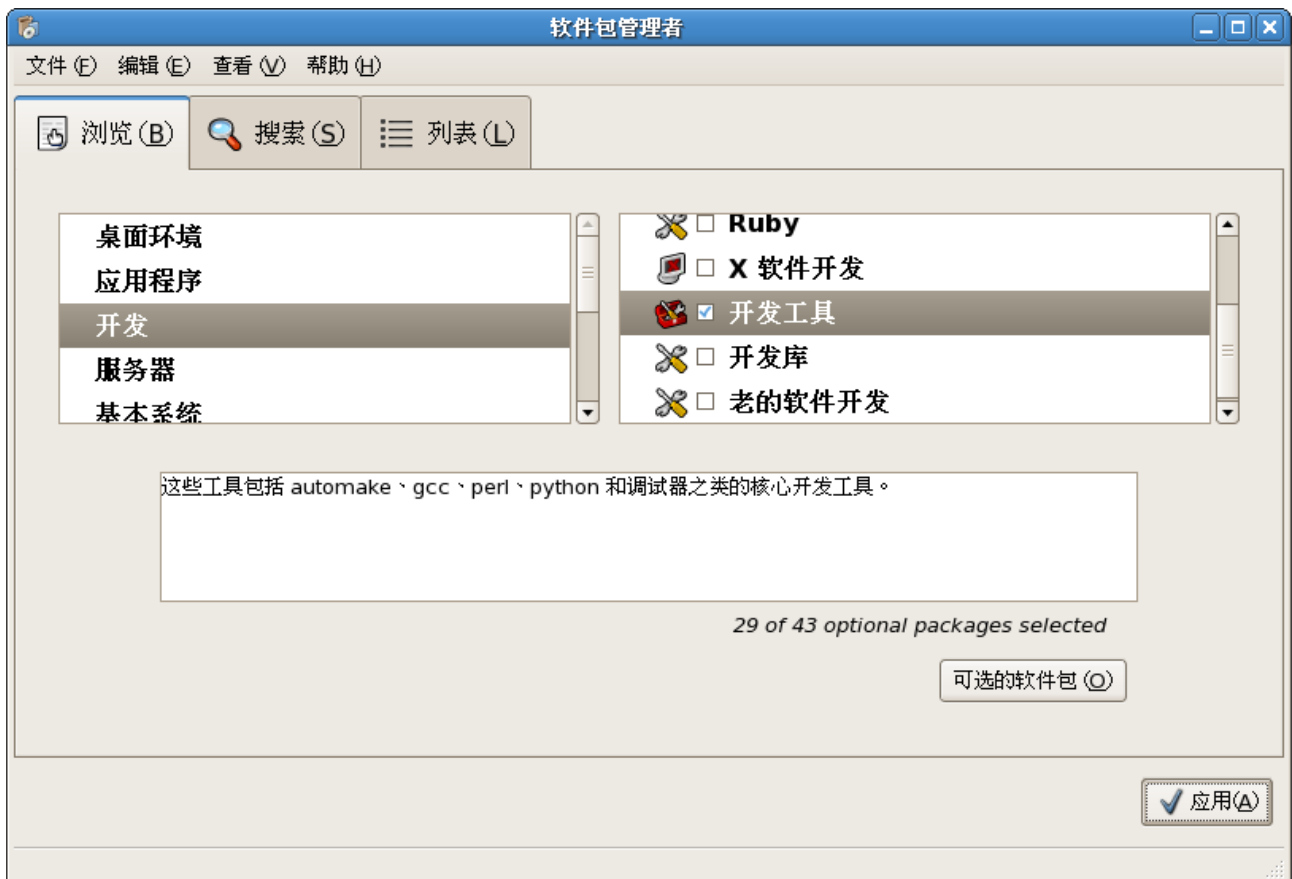 软件包管理者
文件 (F) 编辑 (E) 查看 (V) 帮助 (H)
浏览 (B) 搜索 (S) 列表 (L)
桌面环境
应用程序
开发
服务器
基本系统
Ruby
X 软件开发
开发工具
开发库
老的软件开发
这些工具包括 automake、gcc、perl、python 和调试器之类的核心开发工具。
29 of 43 optional packages selected
可选的软件包 (O)
应用(A)